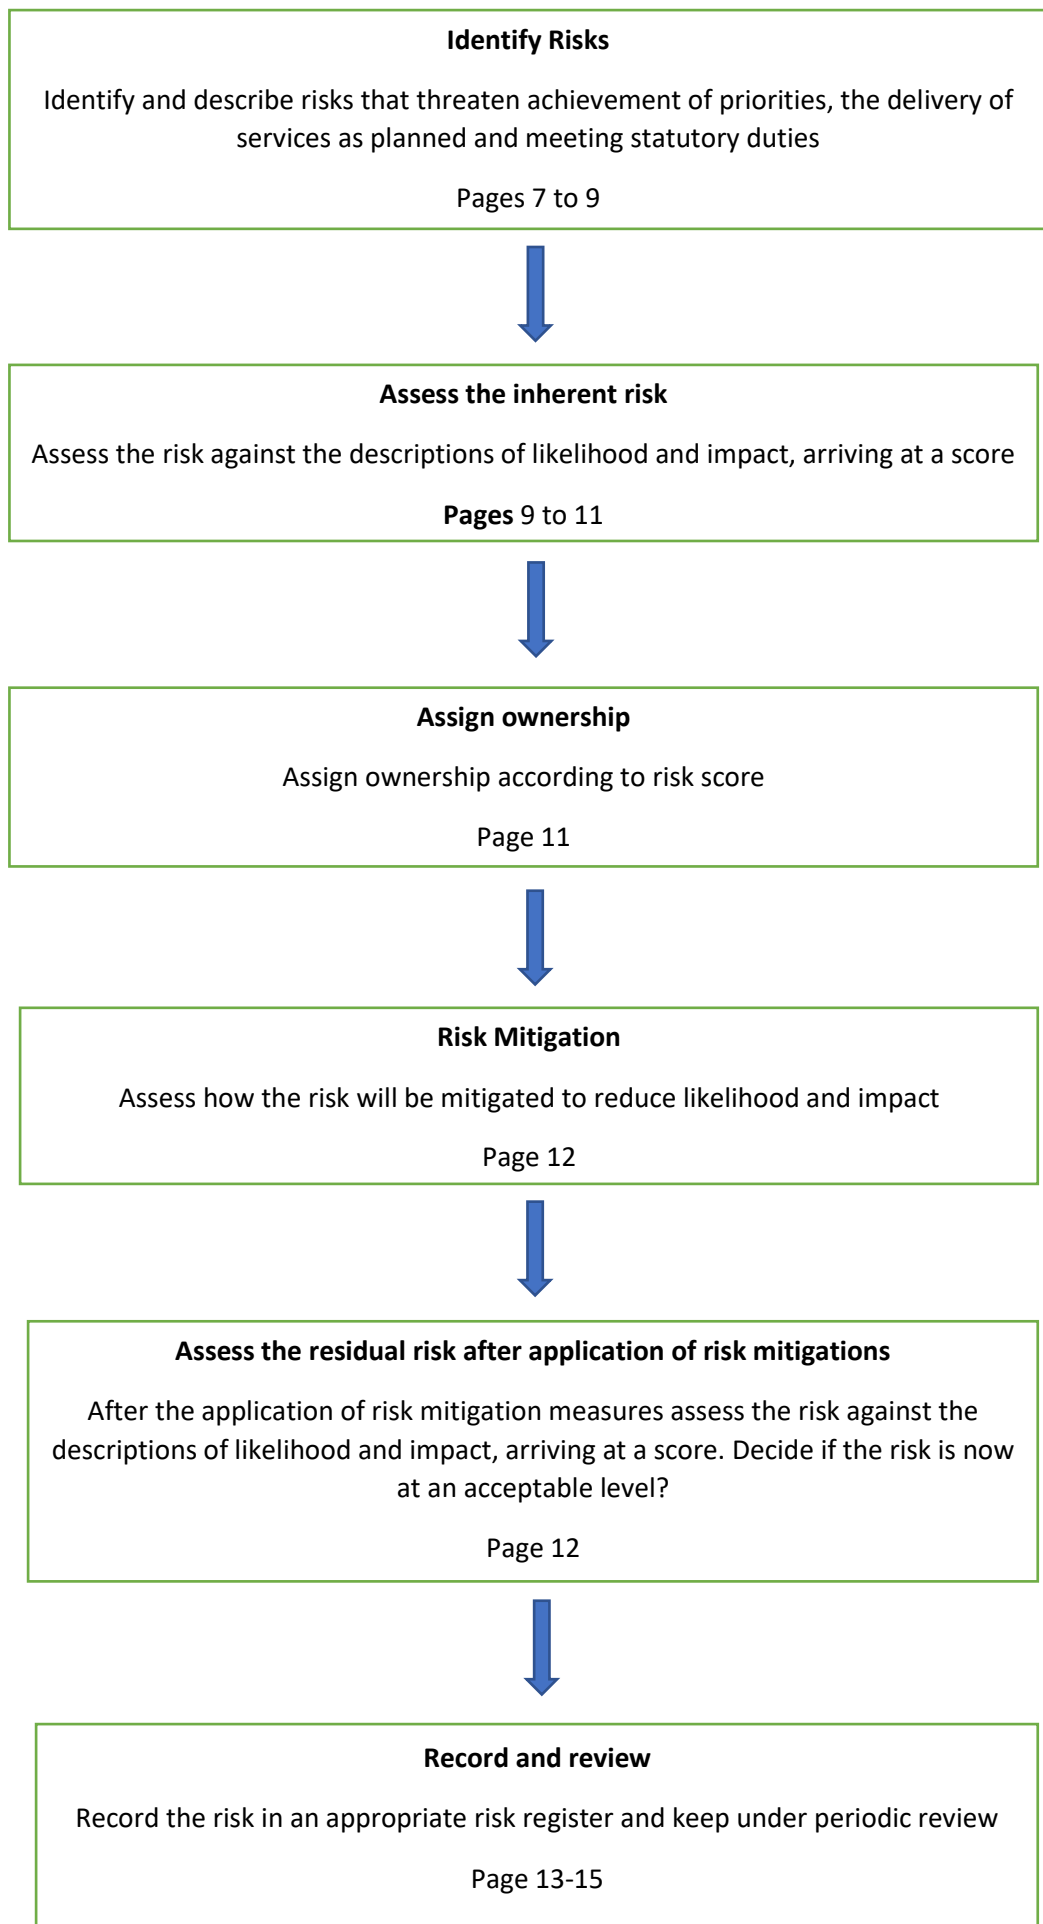 Identify Risks
Identify and describe risks that threaten achievement of priorities, the delivery of
services as planned and meeting statutory duties
Pages 7 to 9
Assess the inherent risk
Assess the risk against the descriptions of likelihood and impact, arriving at a score
Pages 9 to 11
Assign ownership
Assign ownership according to risk score
Page 11
Risk Mitigation
Assess how the risk will be mitigated to reduce likelihood and impact
Page 12
Assess the residual risk after application of risk mitigations
After the application of risk mitigation measures assess the risk against the
descriptions of likelihood and impact, arriving at a score. Decide if the risk is now
at an acceptable level?
Page 12
Record and review
Record the risk in an appropriate risk register and keep under periodic review
Page 13-15